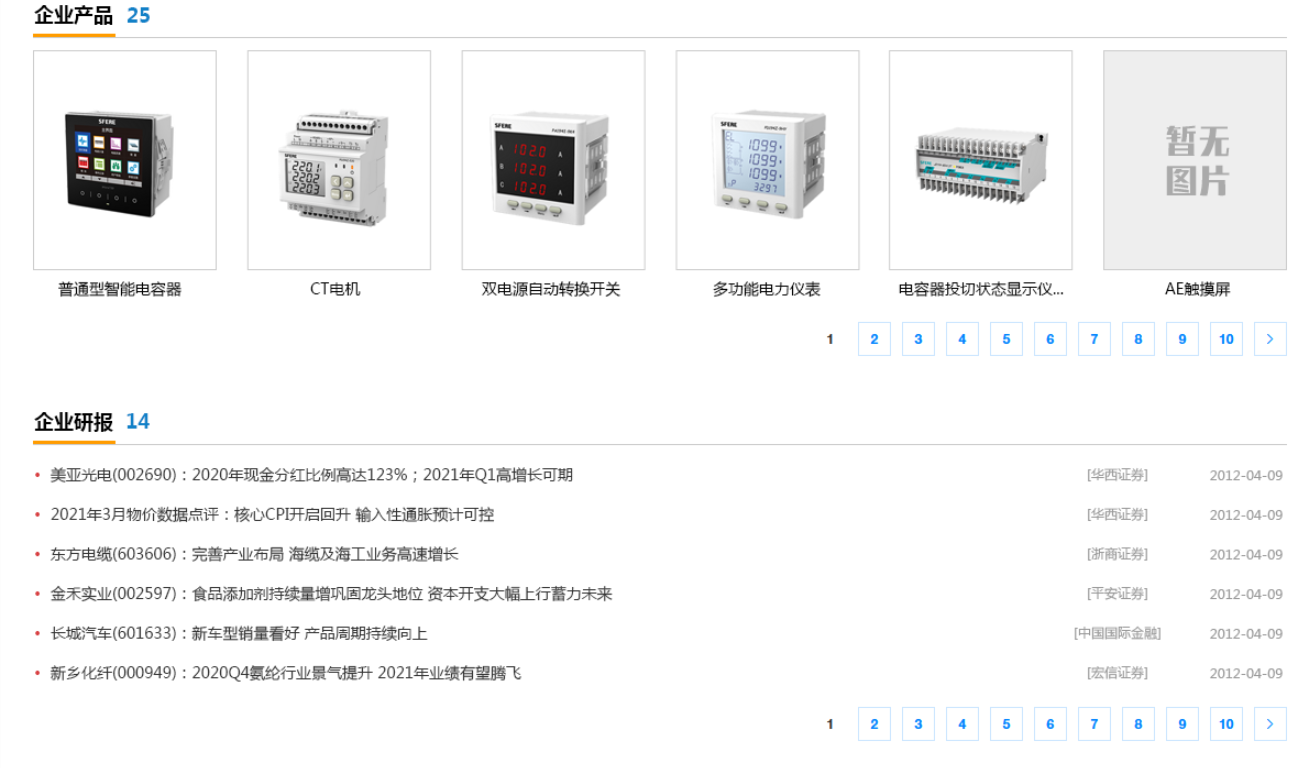 企业产品 25
SFERE
SFERE
2201
2202
2203
SFERE
A 1020 A
B 1020 A
C 1020 A
SFERE
1099
1099
1099
3297
SFERE
暂无
图片
普通型智能电容器
CT电机
双电源自动转换开关
多功能电力仪表
电容器投切状态显示仪...
AE触摸屏
1 2 3 4 5 6 7 8 9 10 >
企业研报 14
• 美亚光电(002690)：2020年现金分红比例高达123%；2021年Q1高增长可期 [华西证券] 2012-04-09
• 2021年3月物价数据点评：核心CPI开启回升 输入性通胀预计可控 [华西证券] 2012-04-09
• 东方电缆(603606)：完善产业布局 海缆及海工业务高速增长 [浙商证券] 2012-04-09
• 金禾实业(002597)：食品添加剂持续量增巩固龙头地位 资本开支大幅上行蓄力未来 [平安证券] 2012-04-09
• 长城汽车(601633)：新车型销量看好 产品周期持续向上 [中国国际金融] 2012-04-09
• 新乡化纤(000949)：2020Q4氨纶行业景气提升 2021年业绩有望腾飞 [宏信证券] 2012-04-09
1 2 3 4 5 6 7 8 9 10 >